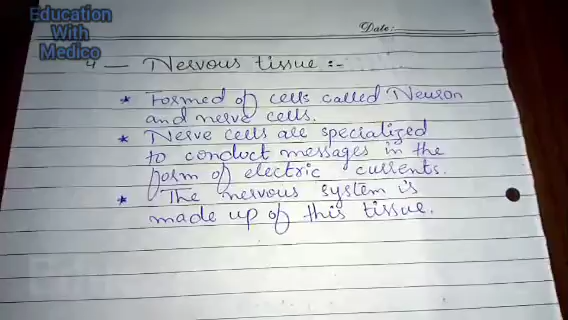 Education
With
Medico
Date:
4 — Nervous tissue :-
* Formed of cells called Neuron
and nerve cells.
* Nerve cells are specialized
to conduct messages in the
form of electric currents.
* The nervous system is
made up of this tissue.